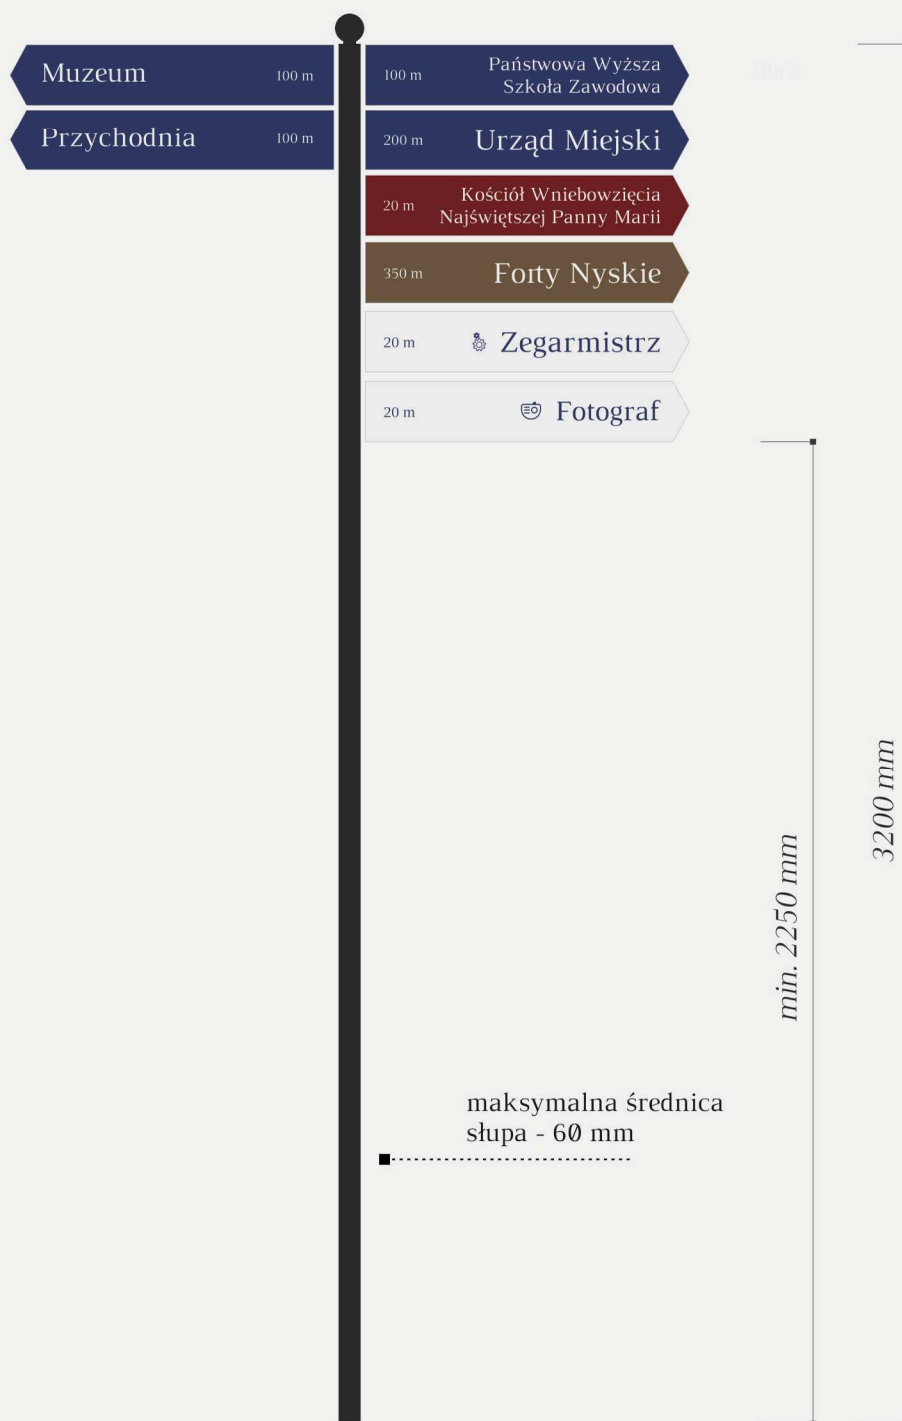 Muzeum 100 m
Przychodnia 100 m
100 m Państwowa Wyższa
Szkoła Zawodowa
200 m Urząd Miejski
20 m Kościół Wniebowzięcia
Najświętszej Panny Marii
350 m Forty Nyskie
20 m Zegarmistrz
20 m Fotograf
3200 mm
min. 2250 mm
maksymalna średnica
słupa - 60 mm